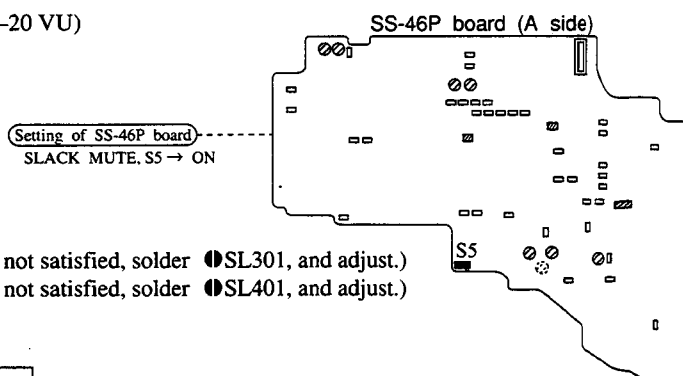 –20 VU)
SS-46P board (A side)
Setting of SS-46P board
SLACK MUTE, S5 → ON
S5
not satisfied, solder ◖◗SL301, and adjust.)
not satisfied, solder ◖◗SL401, and adjust.)